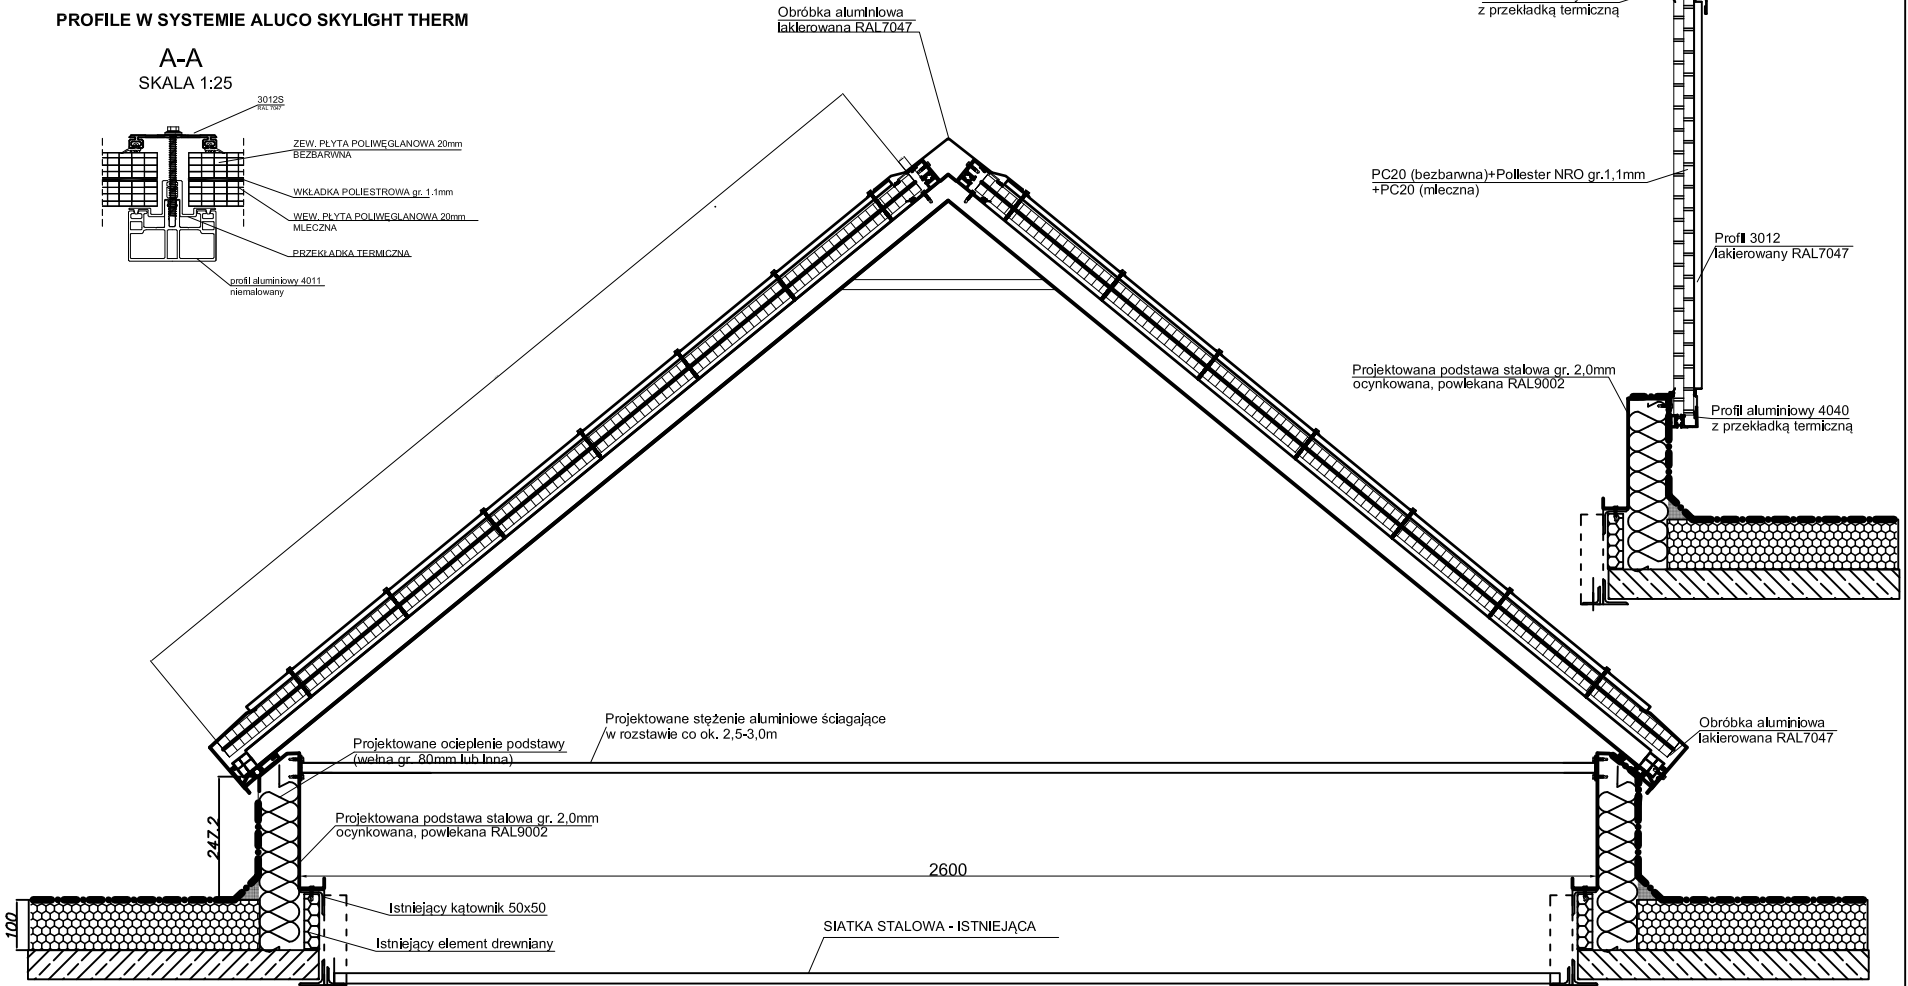 PROFILE W SYSTEMIE ALUCO SKYLIGHT THERM
A-A
SKALA 1:25
3012S
RAL 7047
ZEW. PŁYTA POLIWĘGLANOWA 20mm
BEZBARWNA
WKŁADKA POLIESTROWA gr. 1.1mm
WEW. PŁYTA POLIWĘGLANOWA 20mm
MLECZNA
PRZEKŁADKA TERMICZNA
profil aluminiowy 4011
niemalowany
Obróbka aluminiowa
lakierowana RAL7047
z przekładką termiczną
PC20 (bezbarwna)+Poliester NRO gr.1,1mm
+PC20 (mleczna)
Profil 3012
lakierowany RAL7047
Projektowana podstawa stalowa gr. 2,0mm
ocynkowana, powlekana RAL9002
Profil aluminiowy 4040
z przekładką termiczną
Projektowane stężenie aluminiowe ściagające
w rozstawie co ok. 2,5-3,0m
Projektowane ocieplenie podstawy
(wełna gr. 80mm lub inna)
Obróbka aluminiowa
lakierowana RAL7047
Projektowana podstawa stalowa gr. 2,0mm
ocynkowana, powlekana RAL9002
247.2
2600
100
Istniejący kątownik 50x50
Istniejący element drewniany
SIATKA STALOWA - ISTNIEJĄCA